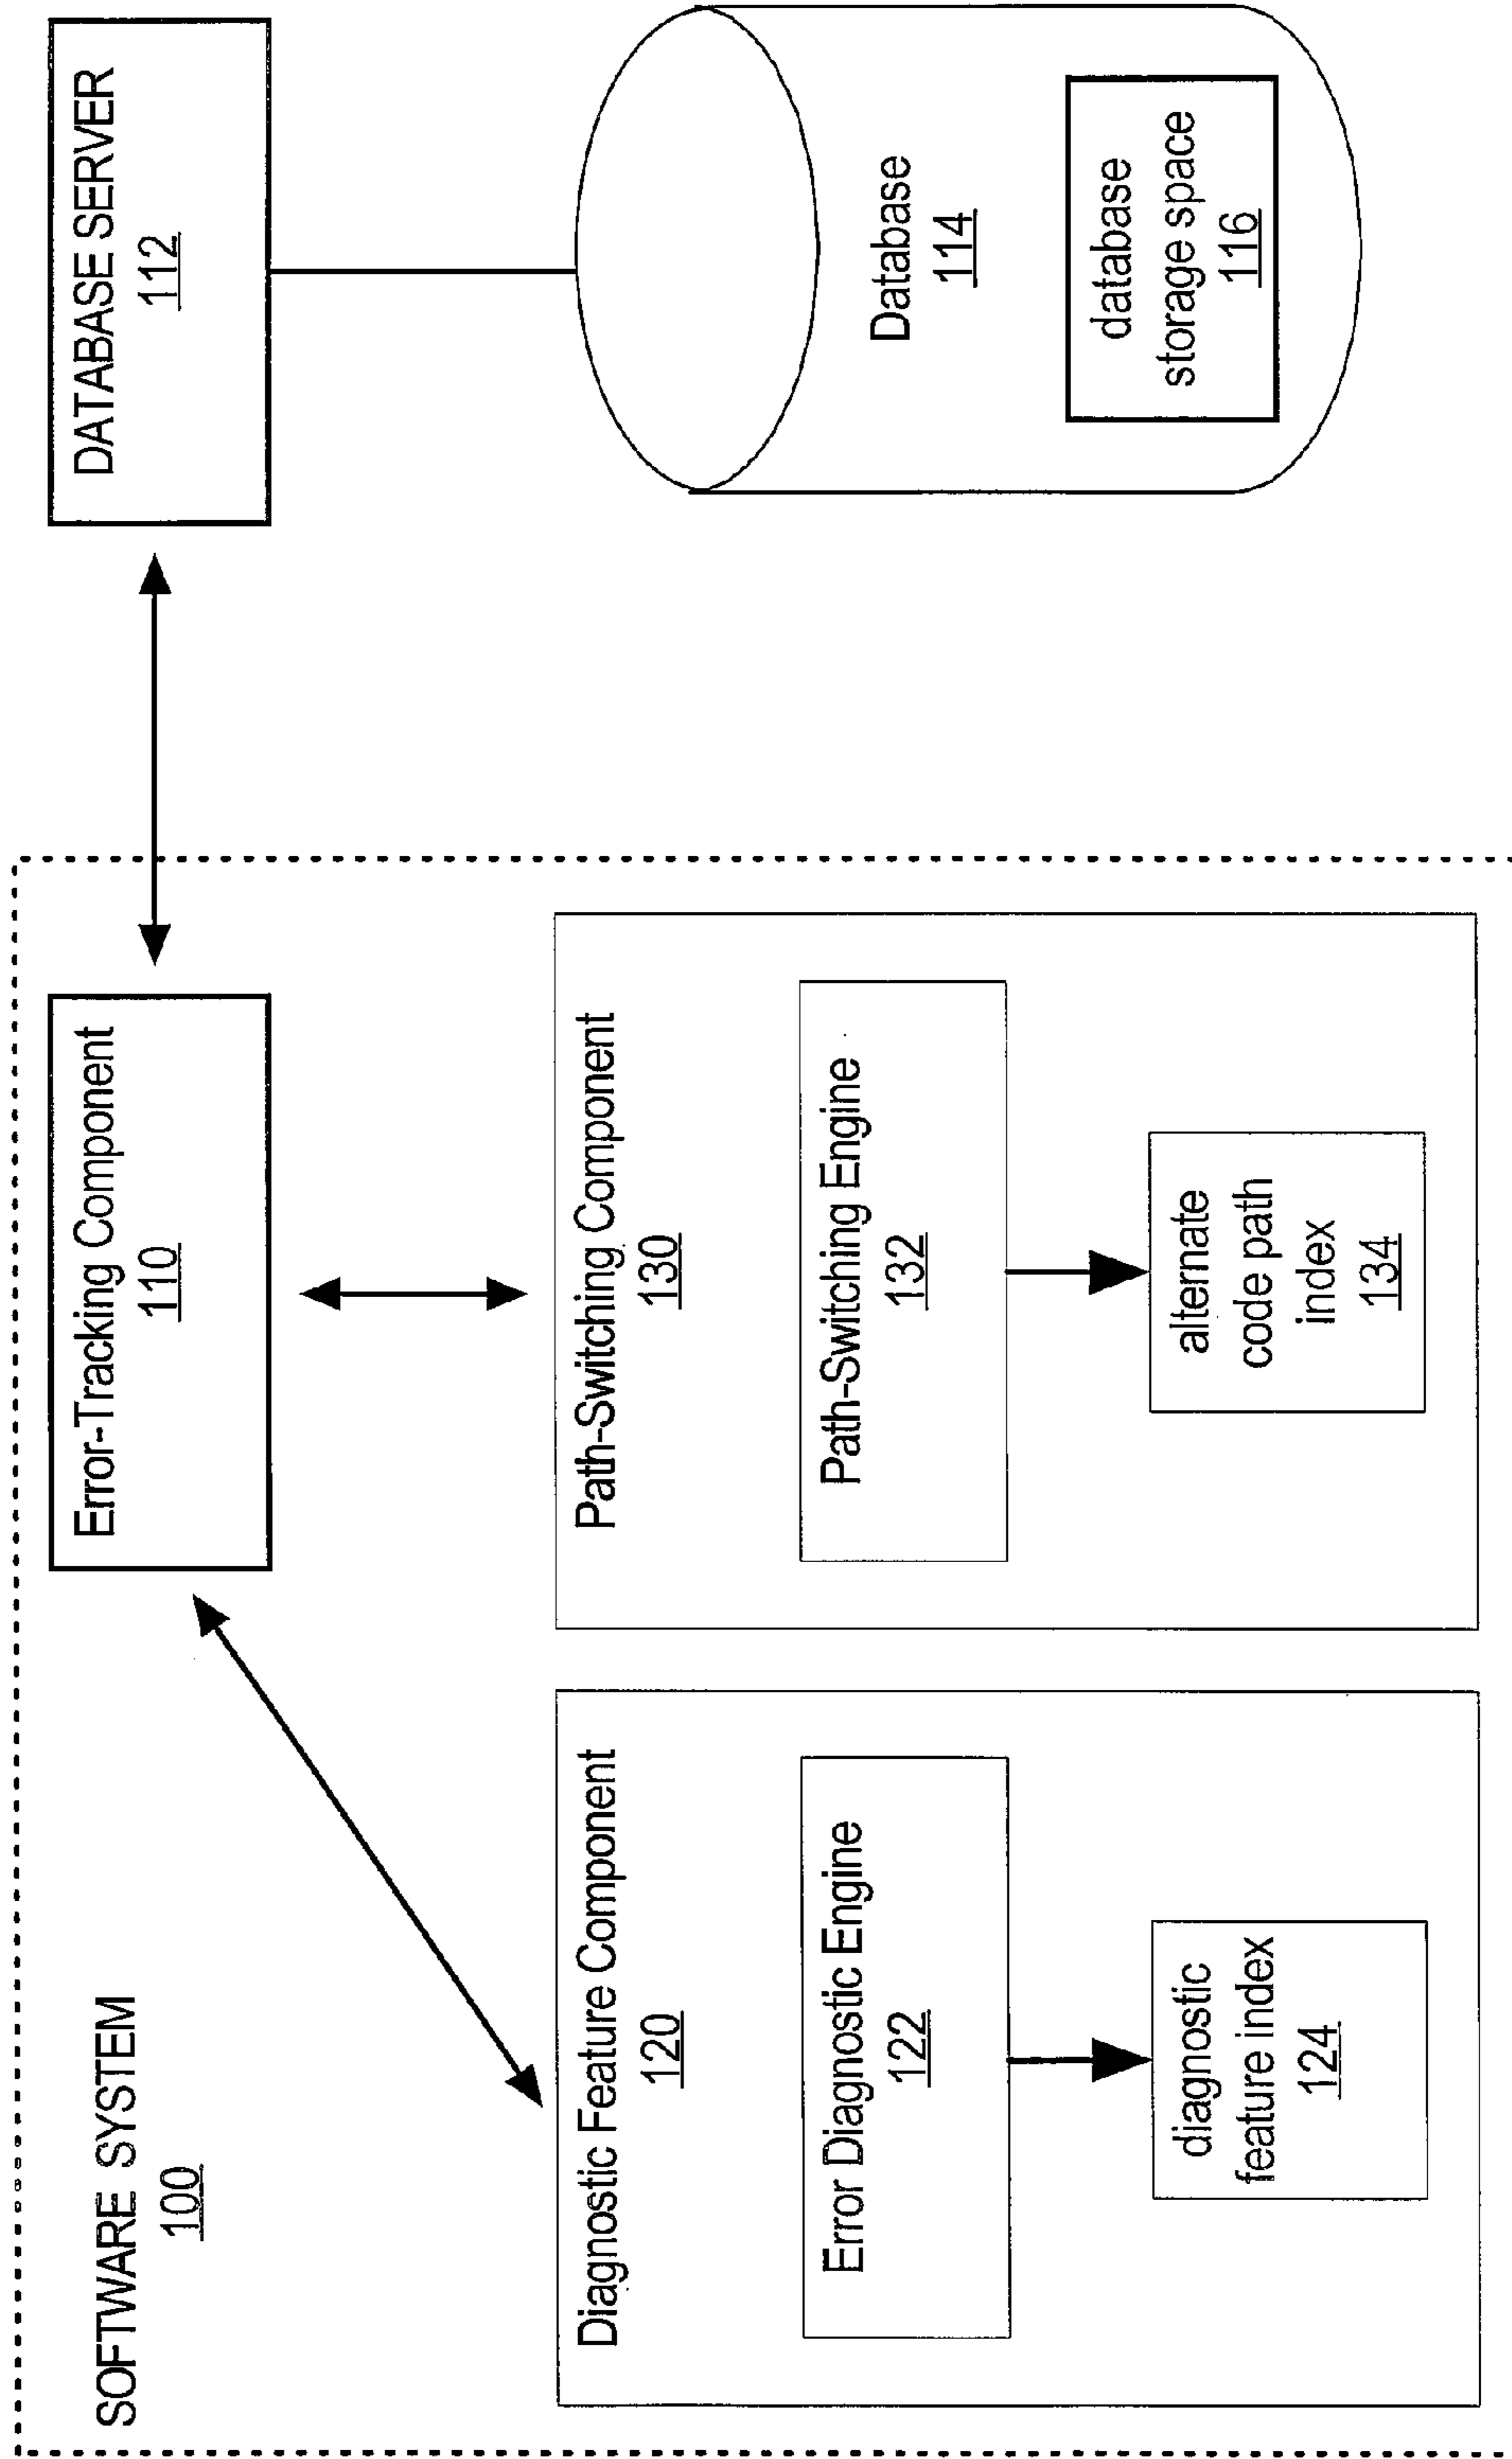 SOFTWARE SYSTEM
100
Error-Tracking Component
110
DATABASE SERVER
112
Diagnostic Feature Component
120
Error Diagnostic Engine
122
diagnostic
feature index
124
Path-Switching Component
130
Path-Switching Engine
132
alternate
code path
index
134
Database
114
database
storage space
116